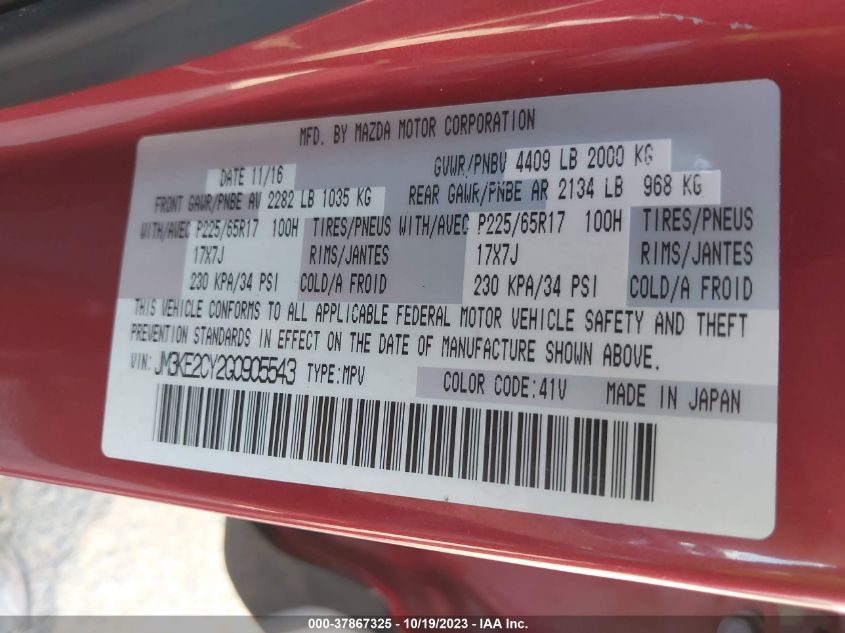 MFD. BY MAZDA MOTOR CORPORATION
DATE 11/16 GVWR/PNBV 4409 LB 2000 KG
FRONT GAWR/PNBE AV 2282 LB 1035 KG REAR GAWR/PNBE AR 2134 LB 968 KG
WITH/AVEC P225/65R17 100H TIRES/PNEUS WITH/AVEC P225/65R17 100H TIRES/PNEUS
17X7J RIMS/JANTES 17X7J RIMS/JANTES
230 KPA/34 PSI COLD/A FROID 230 KPA/34 PSI COLD/A FROID
THIS VEHICLE CONFORMS TO ALL APPLICABLE FEDERAL MOTOR VEHICLE SAFETY AND THEFT
PREVENTION STANDARDS IN EFFECT ON THE DATE OF MANUFACTURE SHOWN ABOVE.
VIN: JM3KE2CY2G0905543 TYPE:MPV COLOR CODE:41V MADE IN JAPAN
000-37867325 - 10/19/2023 - IAA Inc.